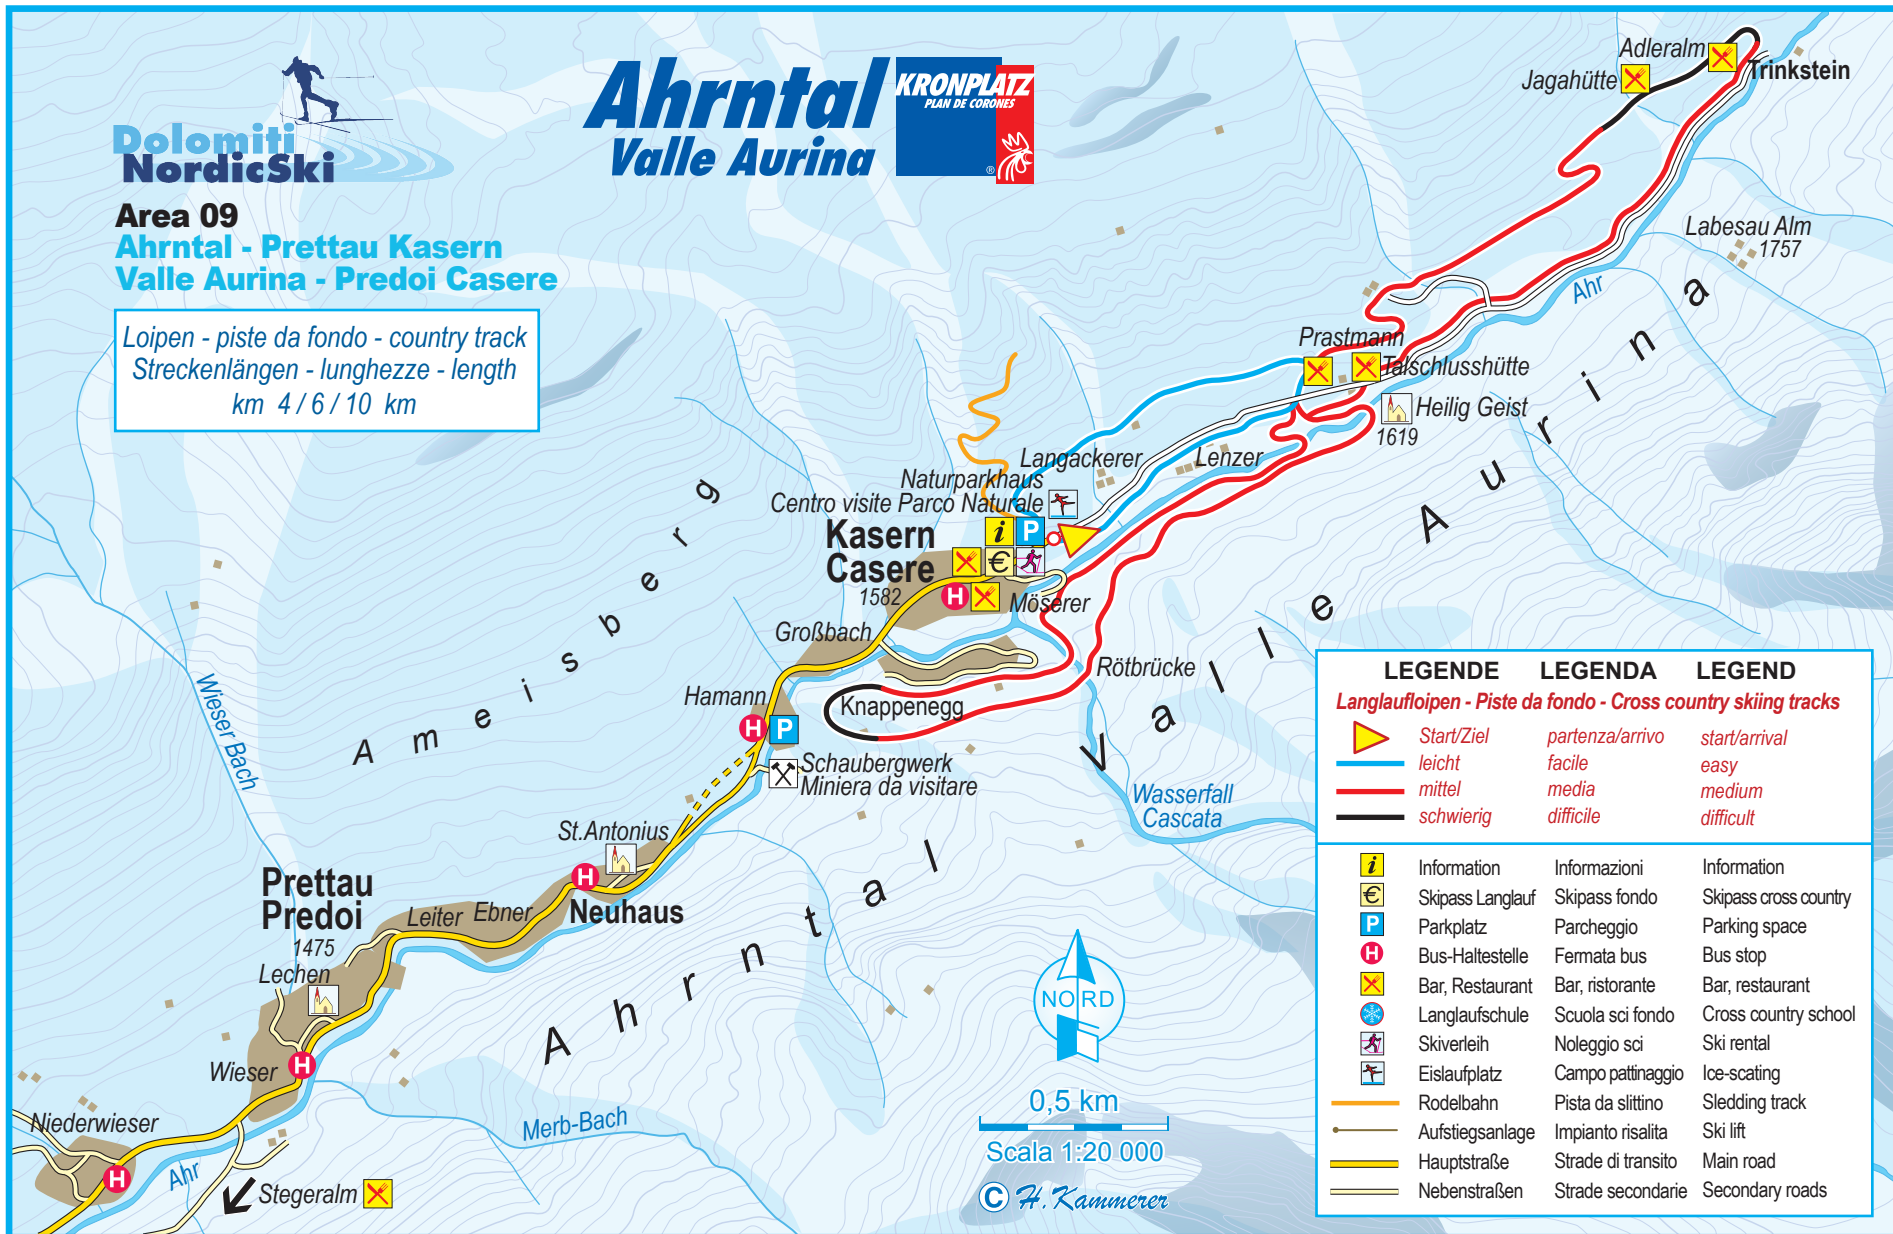 Dolomiti
NordicSki
Area 09
Ahrntal - Prettau Kasern
Valle Aurina - Predoi Casere
Loipen - piste da fondo - country track
Streckenlängen - lunghezze - length
km 4 / 6 / 10 km
Ahrntal
Valle Aurina
KRONPLATZ
PLAN DE CORONES
®
Adleralm
Jagahütte
Trinkstein
Labesau Alm
1757
Ahr
Prastmann
Talschlusshütte
Heilig Geist
1619
Lenzer
Langackerer
Naturparkhaus
Centro visite Parco Naturale
i P
Kasern
Casere
1582
€
H
Möserer
Großbach
Rötbrücke
Hamann
Knappenegg
H P
Schaubergwerk
Miniera da visitare
Wasserfall
Cascata
Ameisberg
Wieser Bach
Ahrntal
Valle Aurina
St.Antonius
H
Neuhaus
Prettau
Predoi
1475
Leiter
Ebner
Lechen
Wieser
H
Niederwieser
H
Ahr
Stegeralm
Merb-Bach
NORD
0,5 km
Scala 1:20 000
© H.Kammerer
LEGENDE LEGENDA LEGEND
Langlaufloipen - Piste da fondo - Cross country skiing tracks
Start/Ziel partenza/arrivo start/arrival
leicht facile easy
mittel media medium
schwierig difficile difficult
i Information Informazioni Information
€ Skipass Langlauf Skipass fondo Skipass cross country
P Parkplatz Parcheggio Parking space
H Bus-Haltestelle Fermata bus Bus stop
Bar, Restaurant Bar, ristorante Bar, restaurant
Langlaufschule Scuola sci fondo Cross country school
Skiverleih Noleggio sci Ski rental
Eislaufplatz Campo pattinaggio Ice-scating
Rodelbahn Pista da slittino Sledding track
Aufstiegsanlage Impianto risalita Ski lift
Hauptstraße Strade di transito Main road
Nebenstraßen Strade secondarie Secondary roads